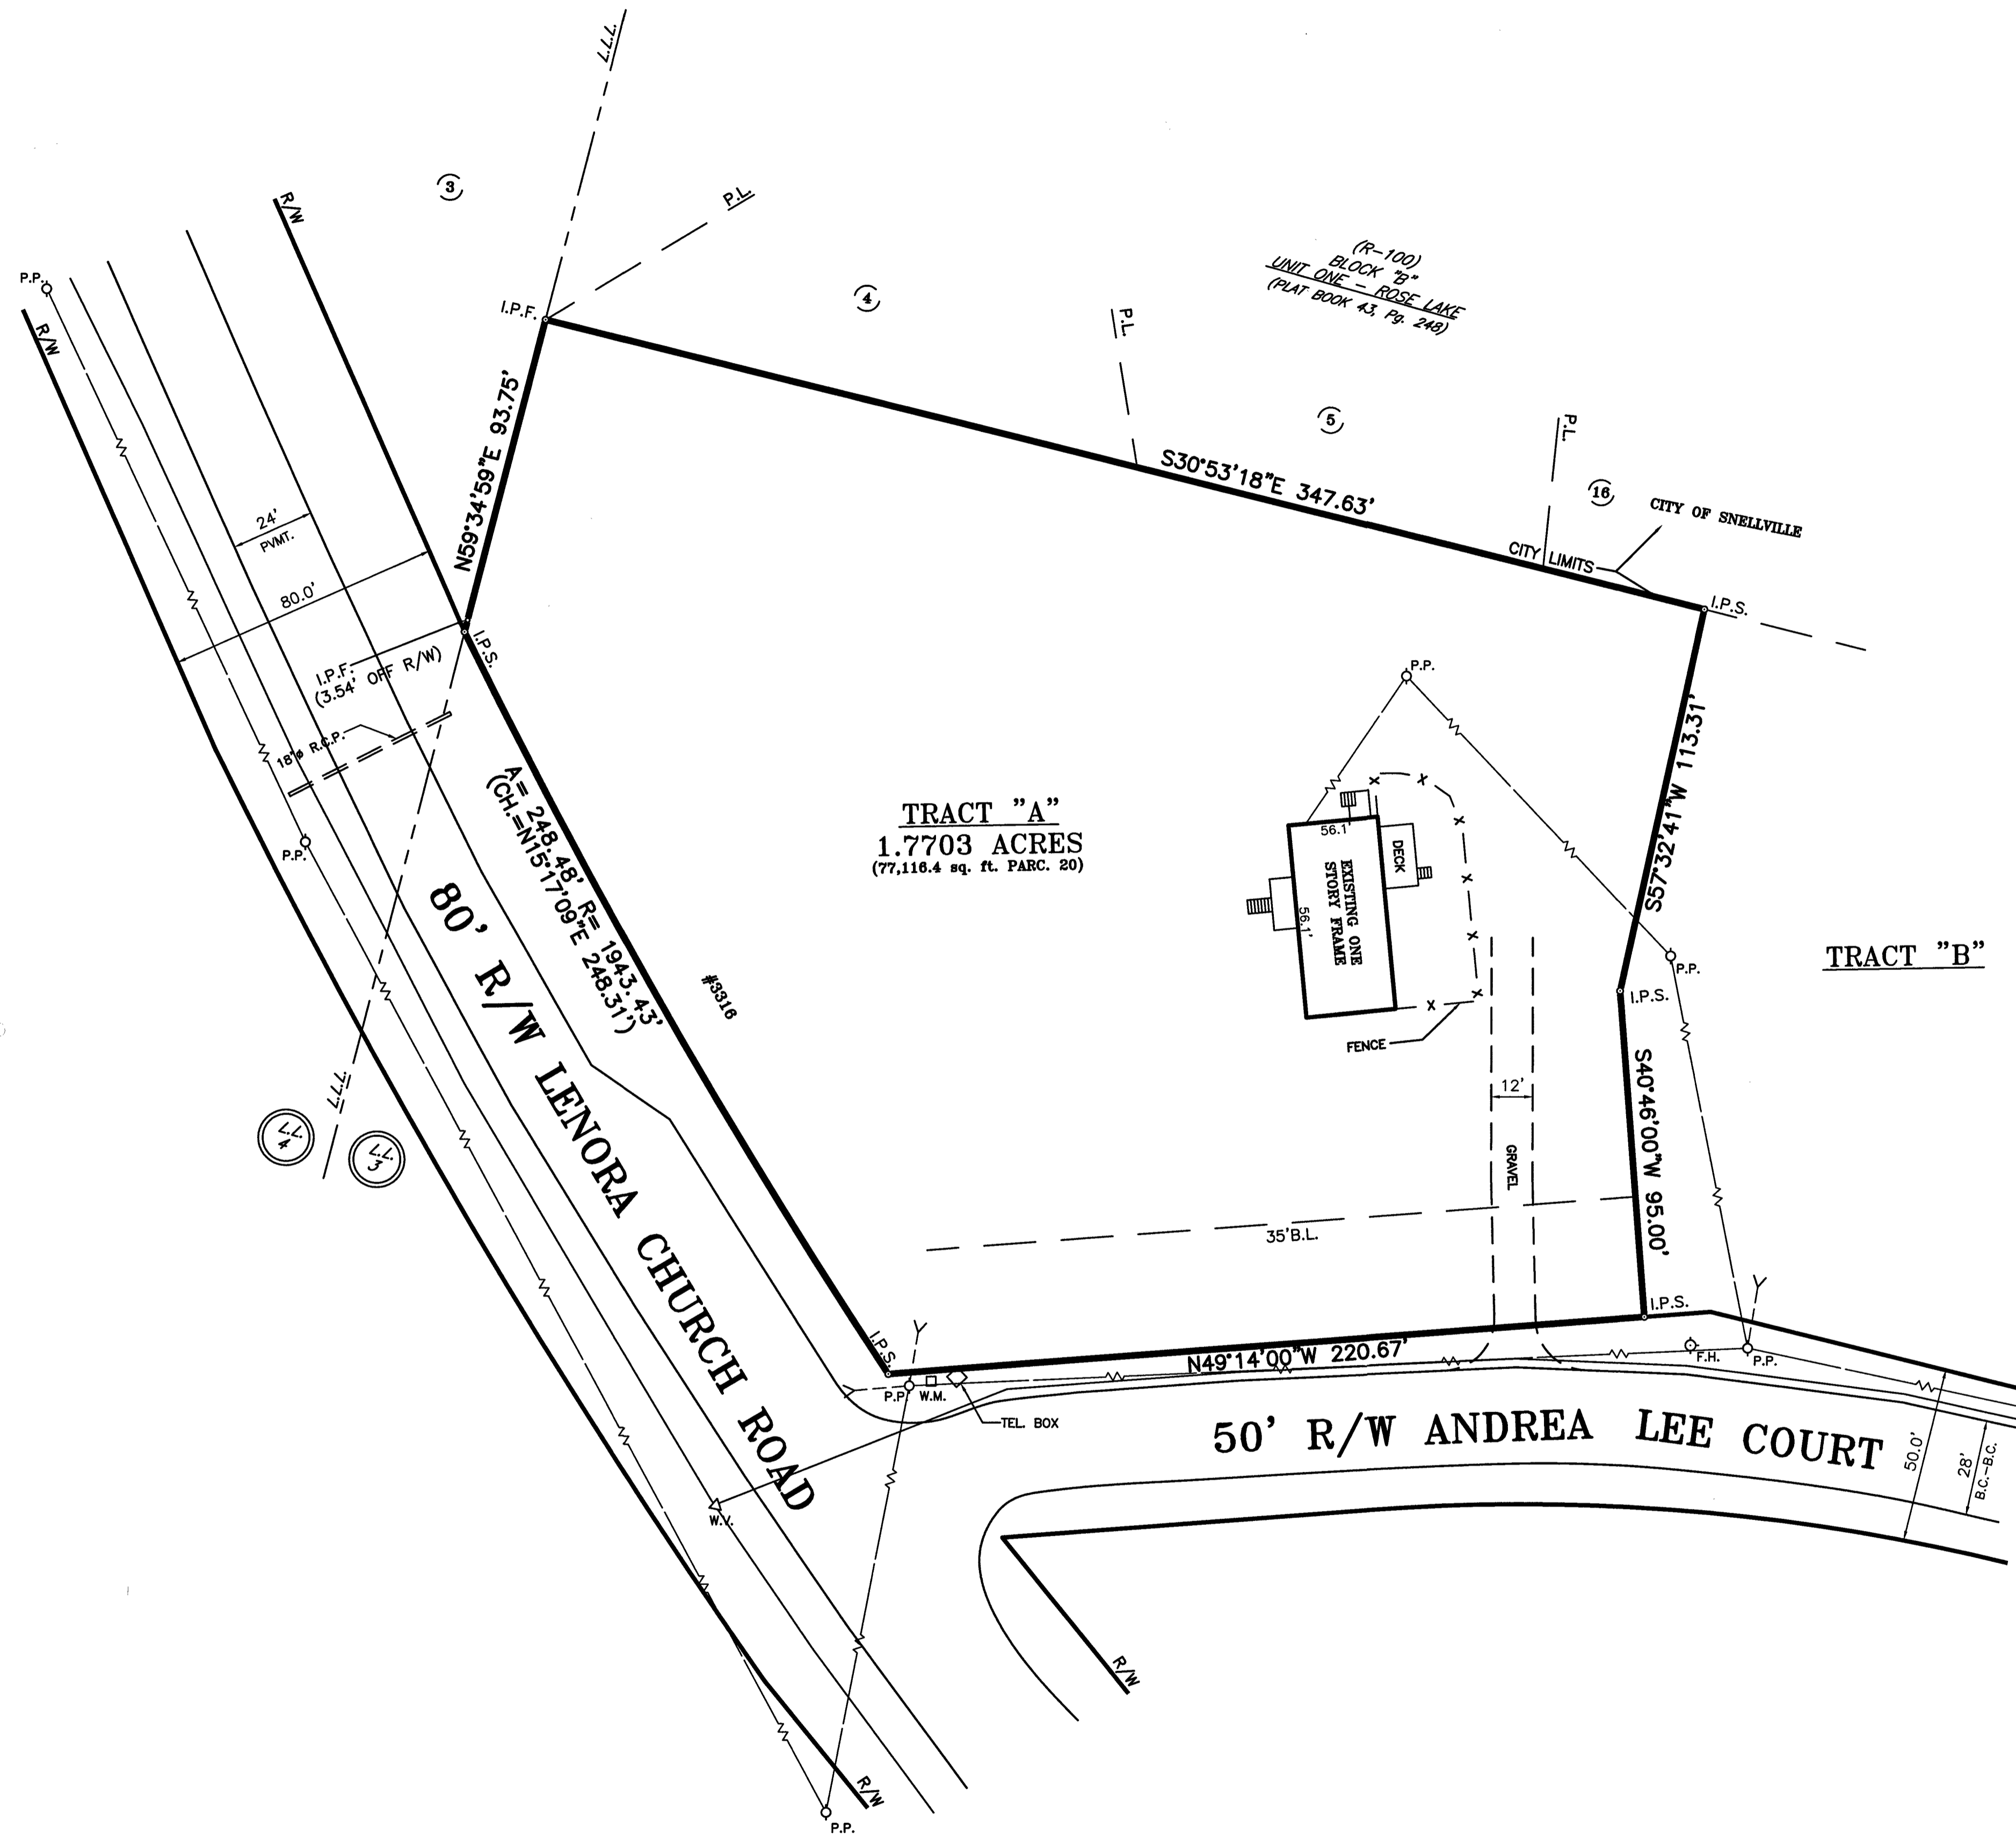 L.L.L.
R/W
3
P.L.
P.P.
R/W
I.P.F.
4
P.L.
(R-100)
BLOCK "B"
UNIT ONE - ROSE LAKE
(PLAT BOOK 43, Pg. 248)
5
P.L.
16
CITY OF SNELLVILLE
N59°34'59"E 93.75'
S30°53'18"E 347.63'
CITY LIMITS
I.P.S.
24'
PVMT.
80.0'
I.P.S.
I.P.F.
(3.54' OFF R/W)
18"ø R.C.P.
P.P.
P.P.
A= 248.48' R= 1943.43'
(CH.=N15°17'09"E 248.31')
TRACT "A"
1.7703 ACRES
(77,116.4 sq. ft. PARC. 20)
56.1'
DECK
EXISTING ONE
STORY FRAME
56.1'
S57°32'41"W 113.31'
TRACT "B"
P.P.
I.P.S.
#3316
FENCE
12'
GRAVEL
S40°46'00"W 95.00'
80' R/W LENORA CHURCH ROAD
L.L.L.
L.L.
4
L.L.
3
35'B.L.
I.P.S.
I.P.S.
N49°14'00"W 220.67'
F.H.
P.P.
P.P.
W.M.
TEL. BOX
50' R/W ANDREA LEE COURT
50.0'
28'
B.C.-B.C.
W.V.
R/W
R/W
P.P.